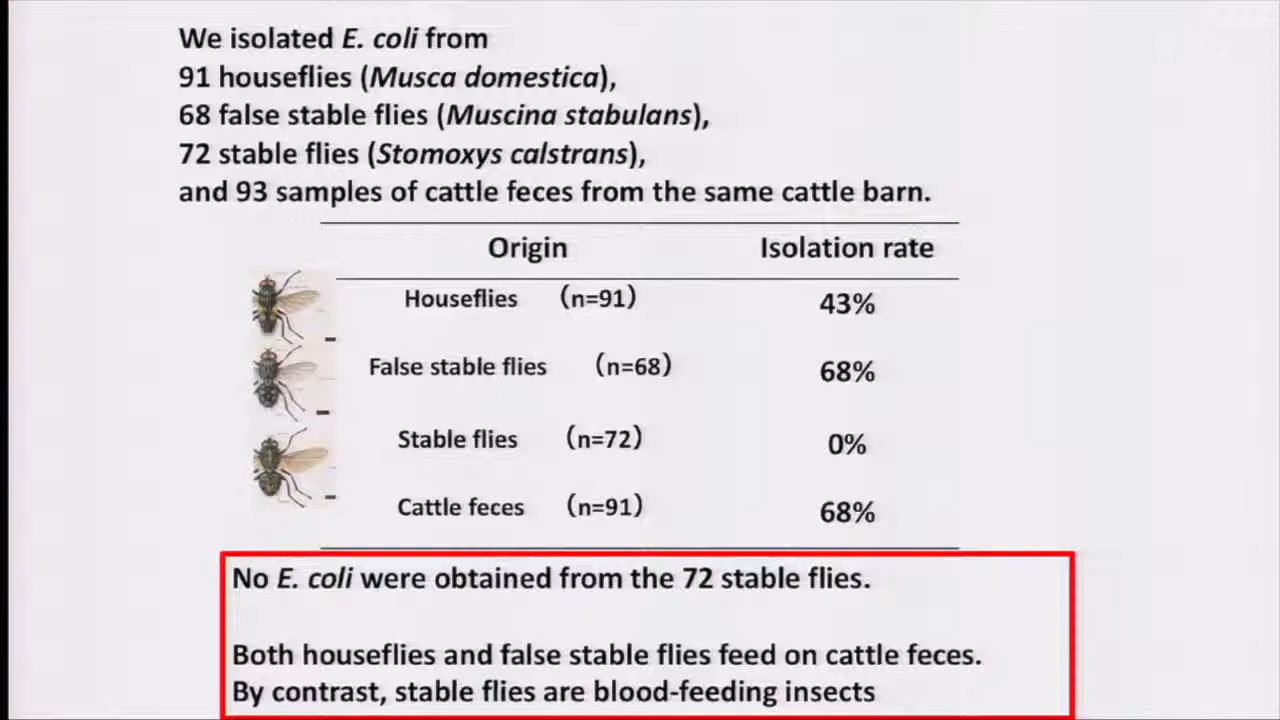 We isolated E. coli from
91 houseflies (Musca domestica),
68 false stable flies (Muscina stabulans),
72 stable flies (Stomoxys calstrans),
and 93 samples of cattle feces from the same cattle barn.
Origin Isolation rate
Houseflies (n=91) 43%
False stable flies (n=68) 68%
Stable flies (n=72) 0%
Cattle feces (n=91) 68%
No E. coli were obtained from the 72 stable flies.
Both houseflies and false stable flies feed on cattle feces.
By contrast, stable flies are blood-feeding insects